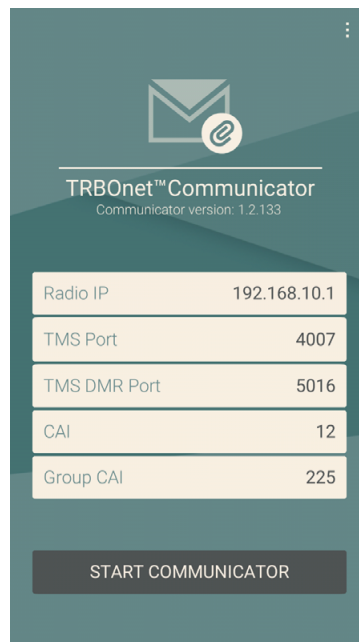 TRBOnet™Communicator
Communicator version: 1.2.133
Radio IP 192.168.10.1
TMS Port 4007
TMS DMR Port 5016
CAI 12
Group CAI 225
START COMMUNICATOR